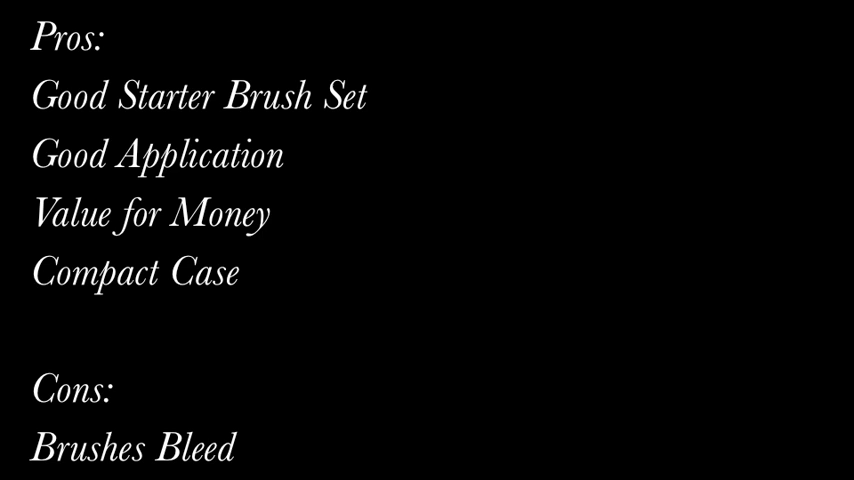 Pros:
Good Starter Brush Set
Good Application
Value for Money
Compact Case
Cons:
Brushes Bleed